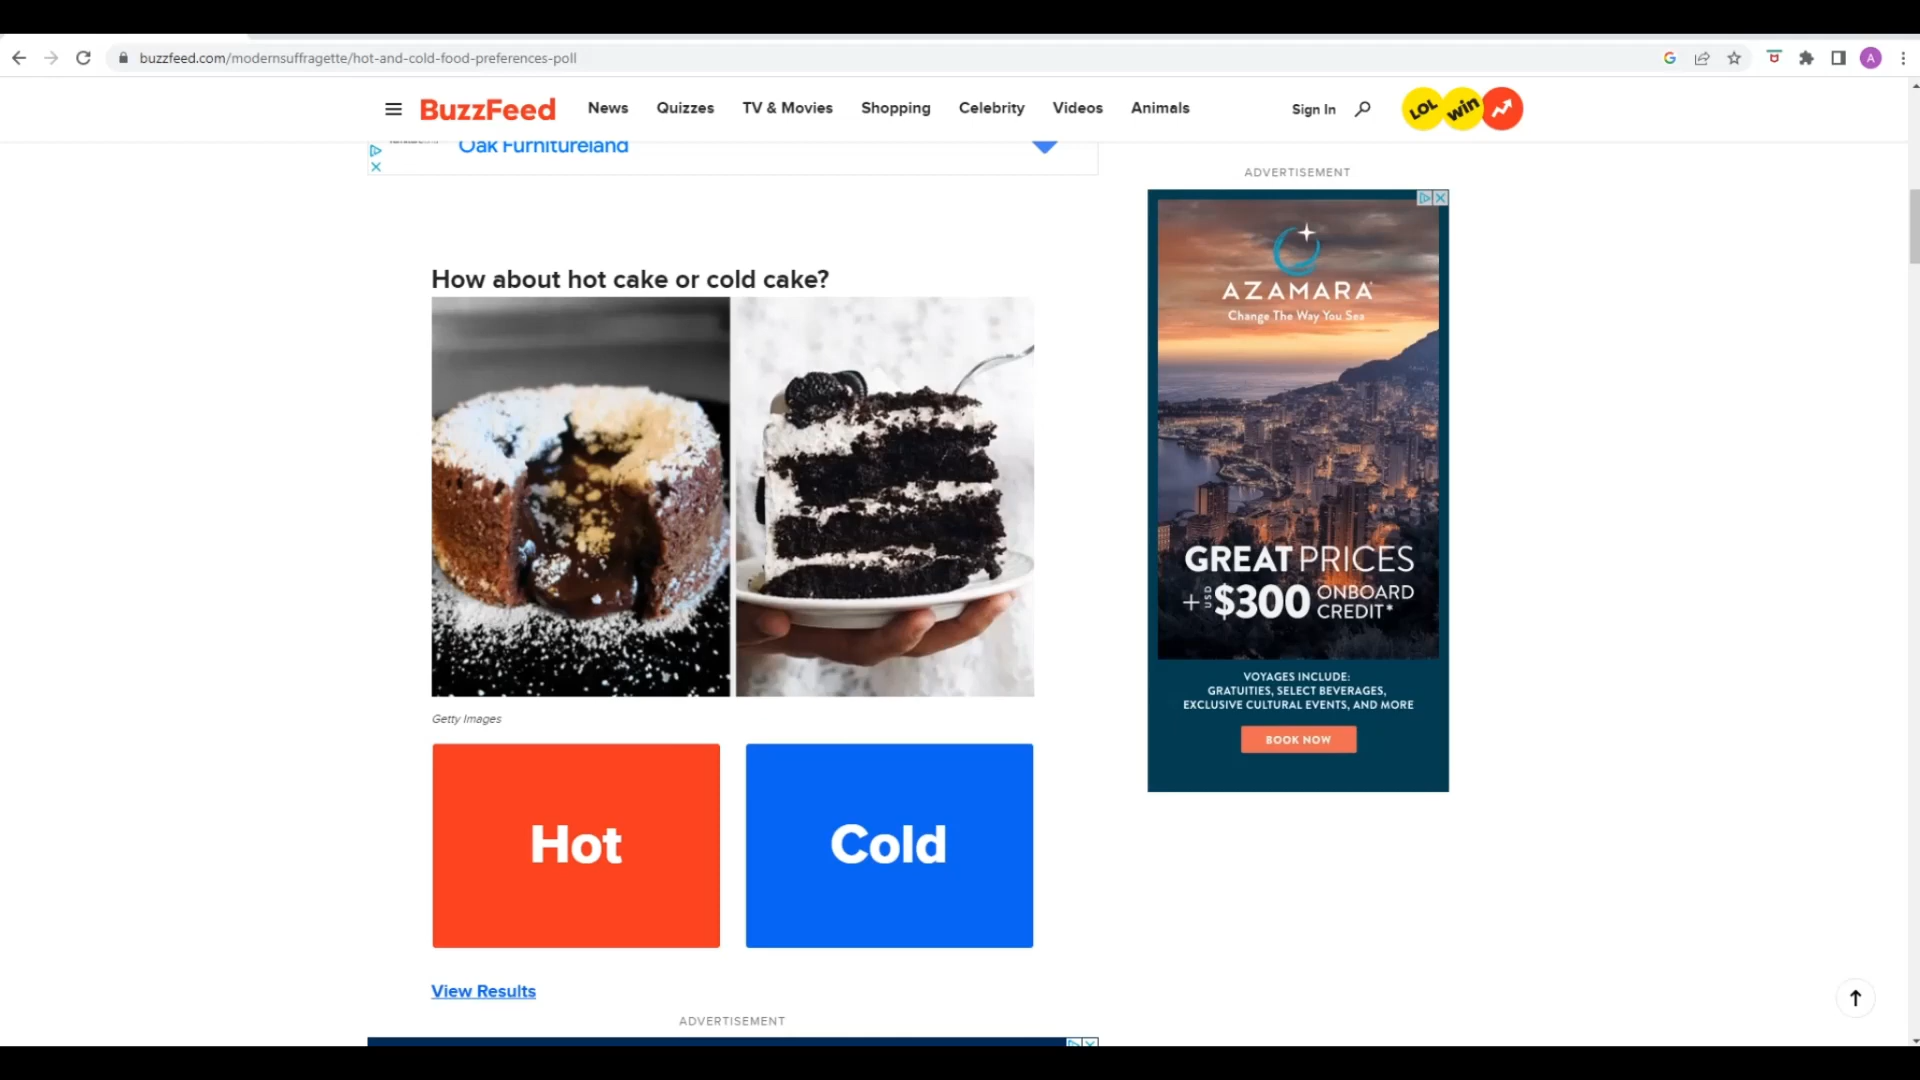 buzzfeed.com/modernsuffragette/hot-and-cold-food-preferences-poll
A
BuzzFeed
News
Quizzes
TV & Movies
Shopping
Celebrity
Videos
Animals
Sign In
LOL
win
Oak Furnitureland
ADVERTISEMENT
How about hot cake or cold cake?
Getty Images
Hot
Cold
View Results
ADVERTISEMENT
AZAMARA
Change The Way You Sea
GREAT PRICES
+ USD $300 ONBOARD
CREDIT*
VOYAGES INCLUDE:
GRATUITIES, SELECT BEVERAGES,
EXCLUSIVE CULTURAL EVENTS, AND MORE
BOOK NOW